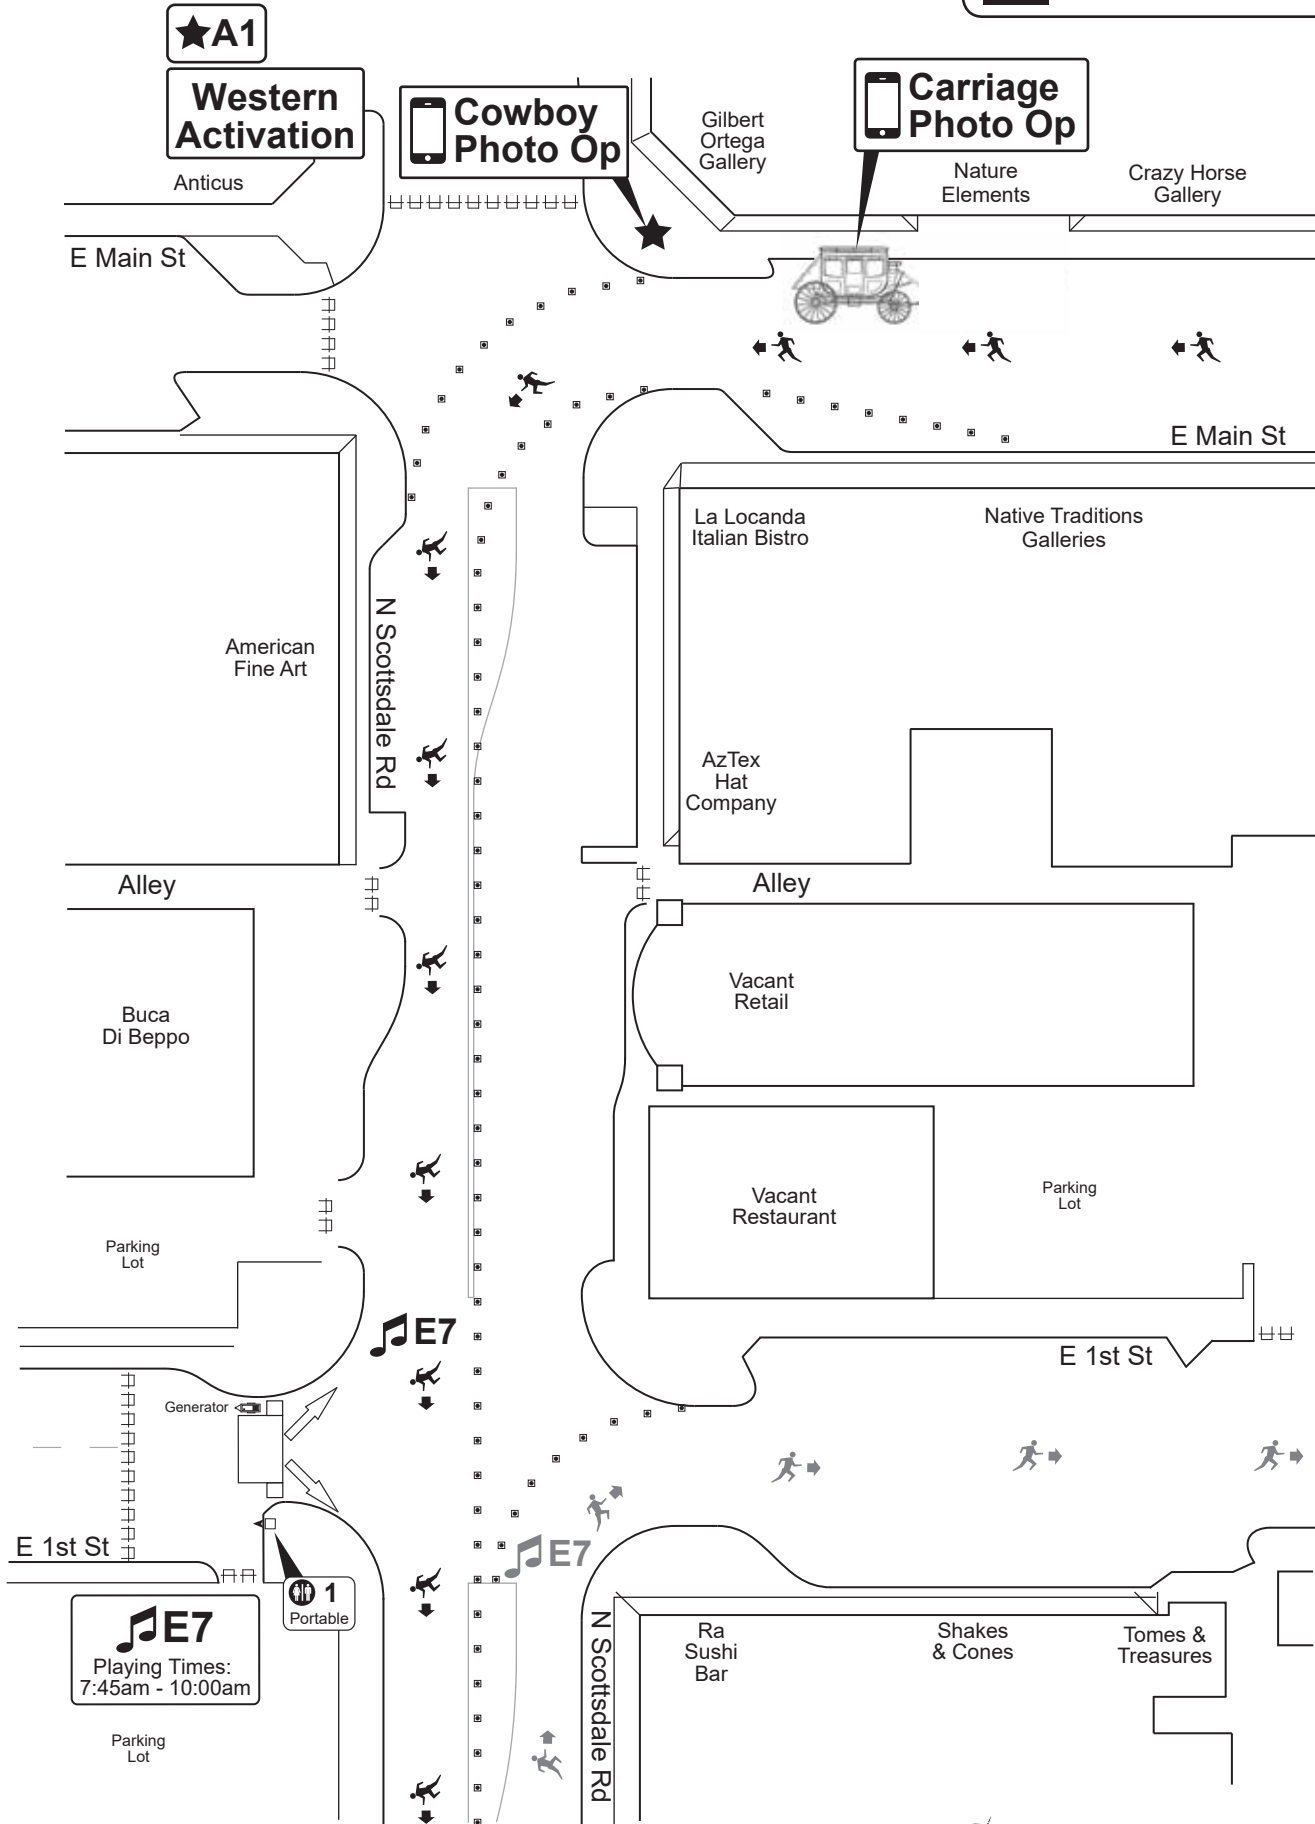 A1
Western
Activation
Cowboy
Photo Op
Carriage
Photo Op
Gilbert
Ortega
Gallery
Nature
Elements
Crazy Horse
Gallery
Anticus
E Main St
E Main St
La Locanda
Italian Bistro
Native Traditions
Galleries
N Scottsdale Rd
American
Fine Art
AzTex
Hat
Company
Alley
Alley
Vacant
Retail
Buca
Di Beppo
Vacant
Restaurant
Parking
Lot
Parking
Lot
E7
E 1st St
Generator
E 1st St
E7
1
Portable
E7
Playing Times:
7:45am - 10:00am
N Scottsdale Rd
Ra
Sushi
Bar
Shakes
& Cones
Tomes &
Treasures
Parking
Lot